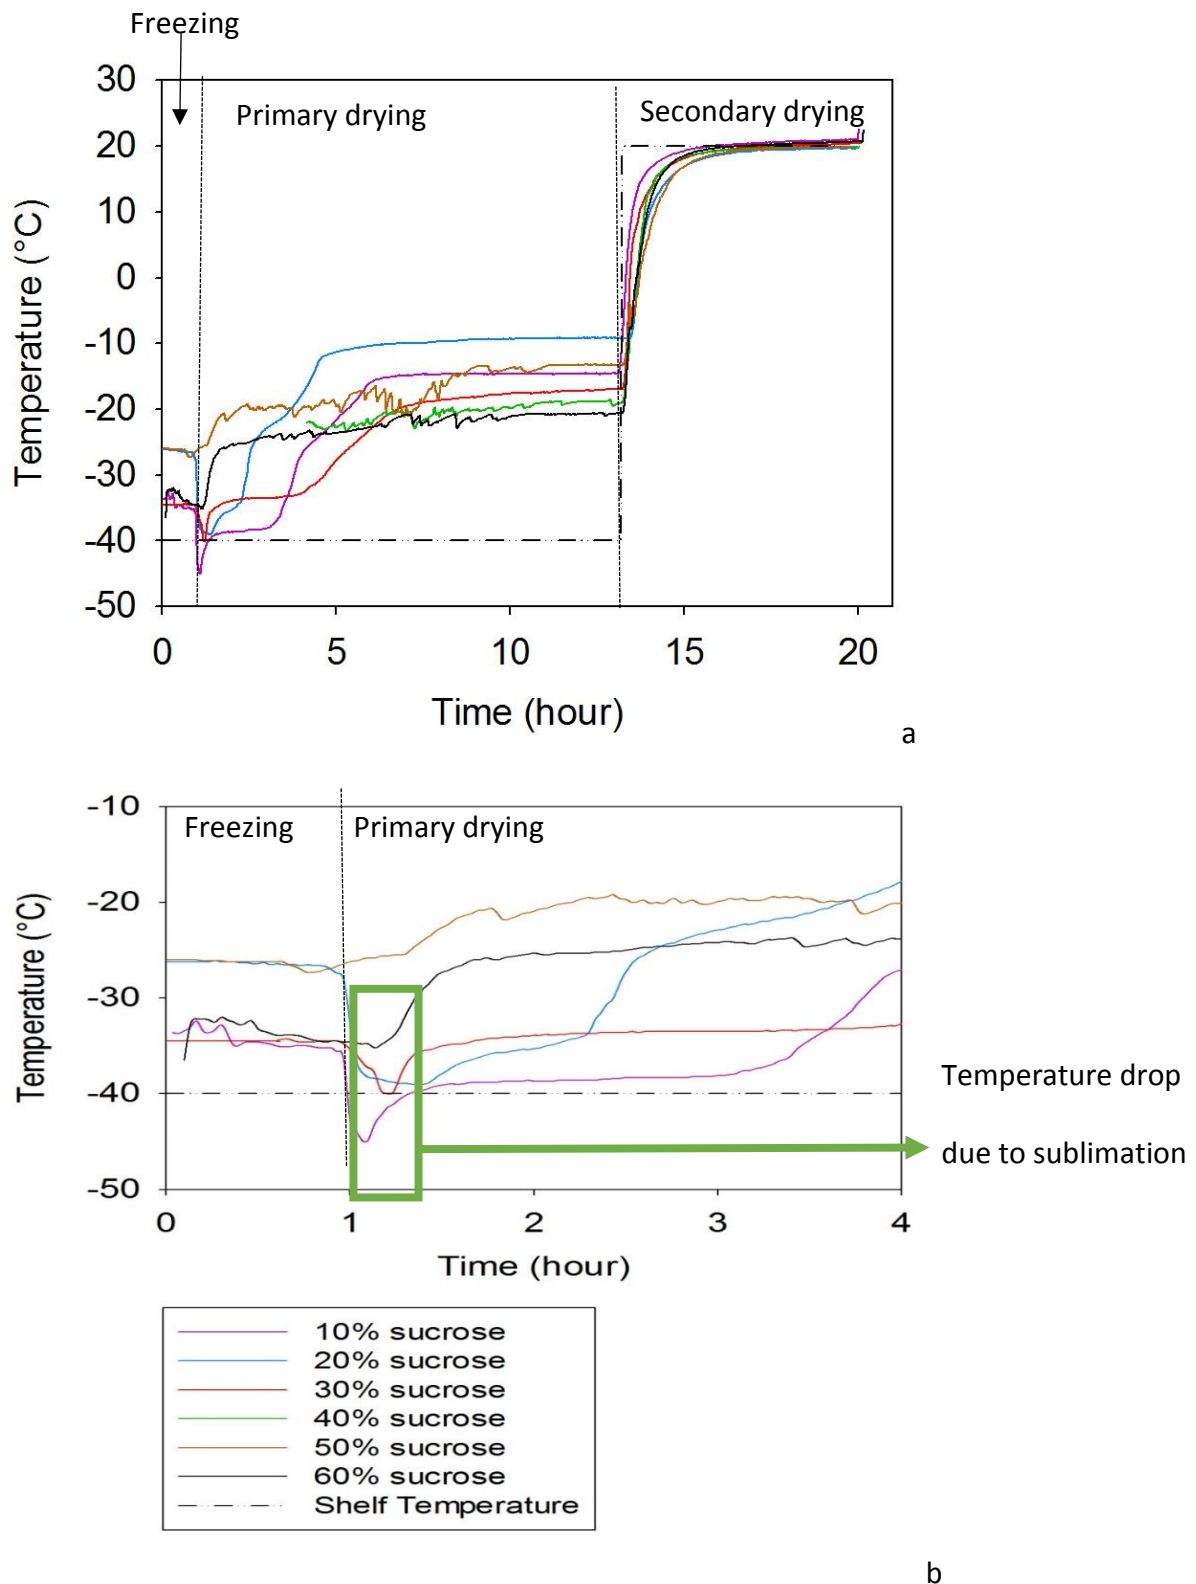 Freezing
30
Primary drying
Secondary drying
20
10
0
-10
-20
-30
-40
-50
Temperature (°C)
0 5 10 15 20
Time (hour)
a
-10
Freezing Primary drying
-20
-30
-40
-50
Temperature (°C)
Temperature drop
due to sublimation
0 1 2 3 4
Time (hour)
10% sucrose
20% sucrose
30% sucrose
40% sucrose
50% sucrose
60% sucrose
Shelf Temperature
b